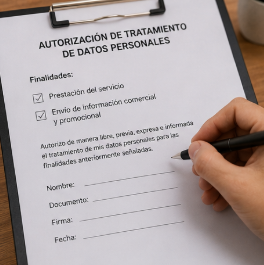 AUTORIZACIÓN DE TRATAMIENTO
DE DATOS PERSONALES
Finalidades:
Prestación del servicio
Envío de información comercial
y promocional
Autorizo de manera libre, previa, expresa e informada
el tratamiento de mis datos personales para las
finalidades anteriormente señaladas.
Nombre:
Documento:
Firma:
Fecha: